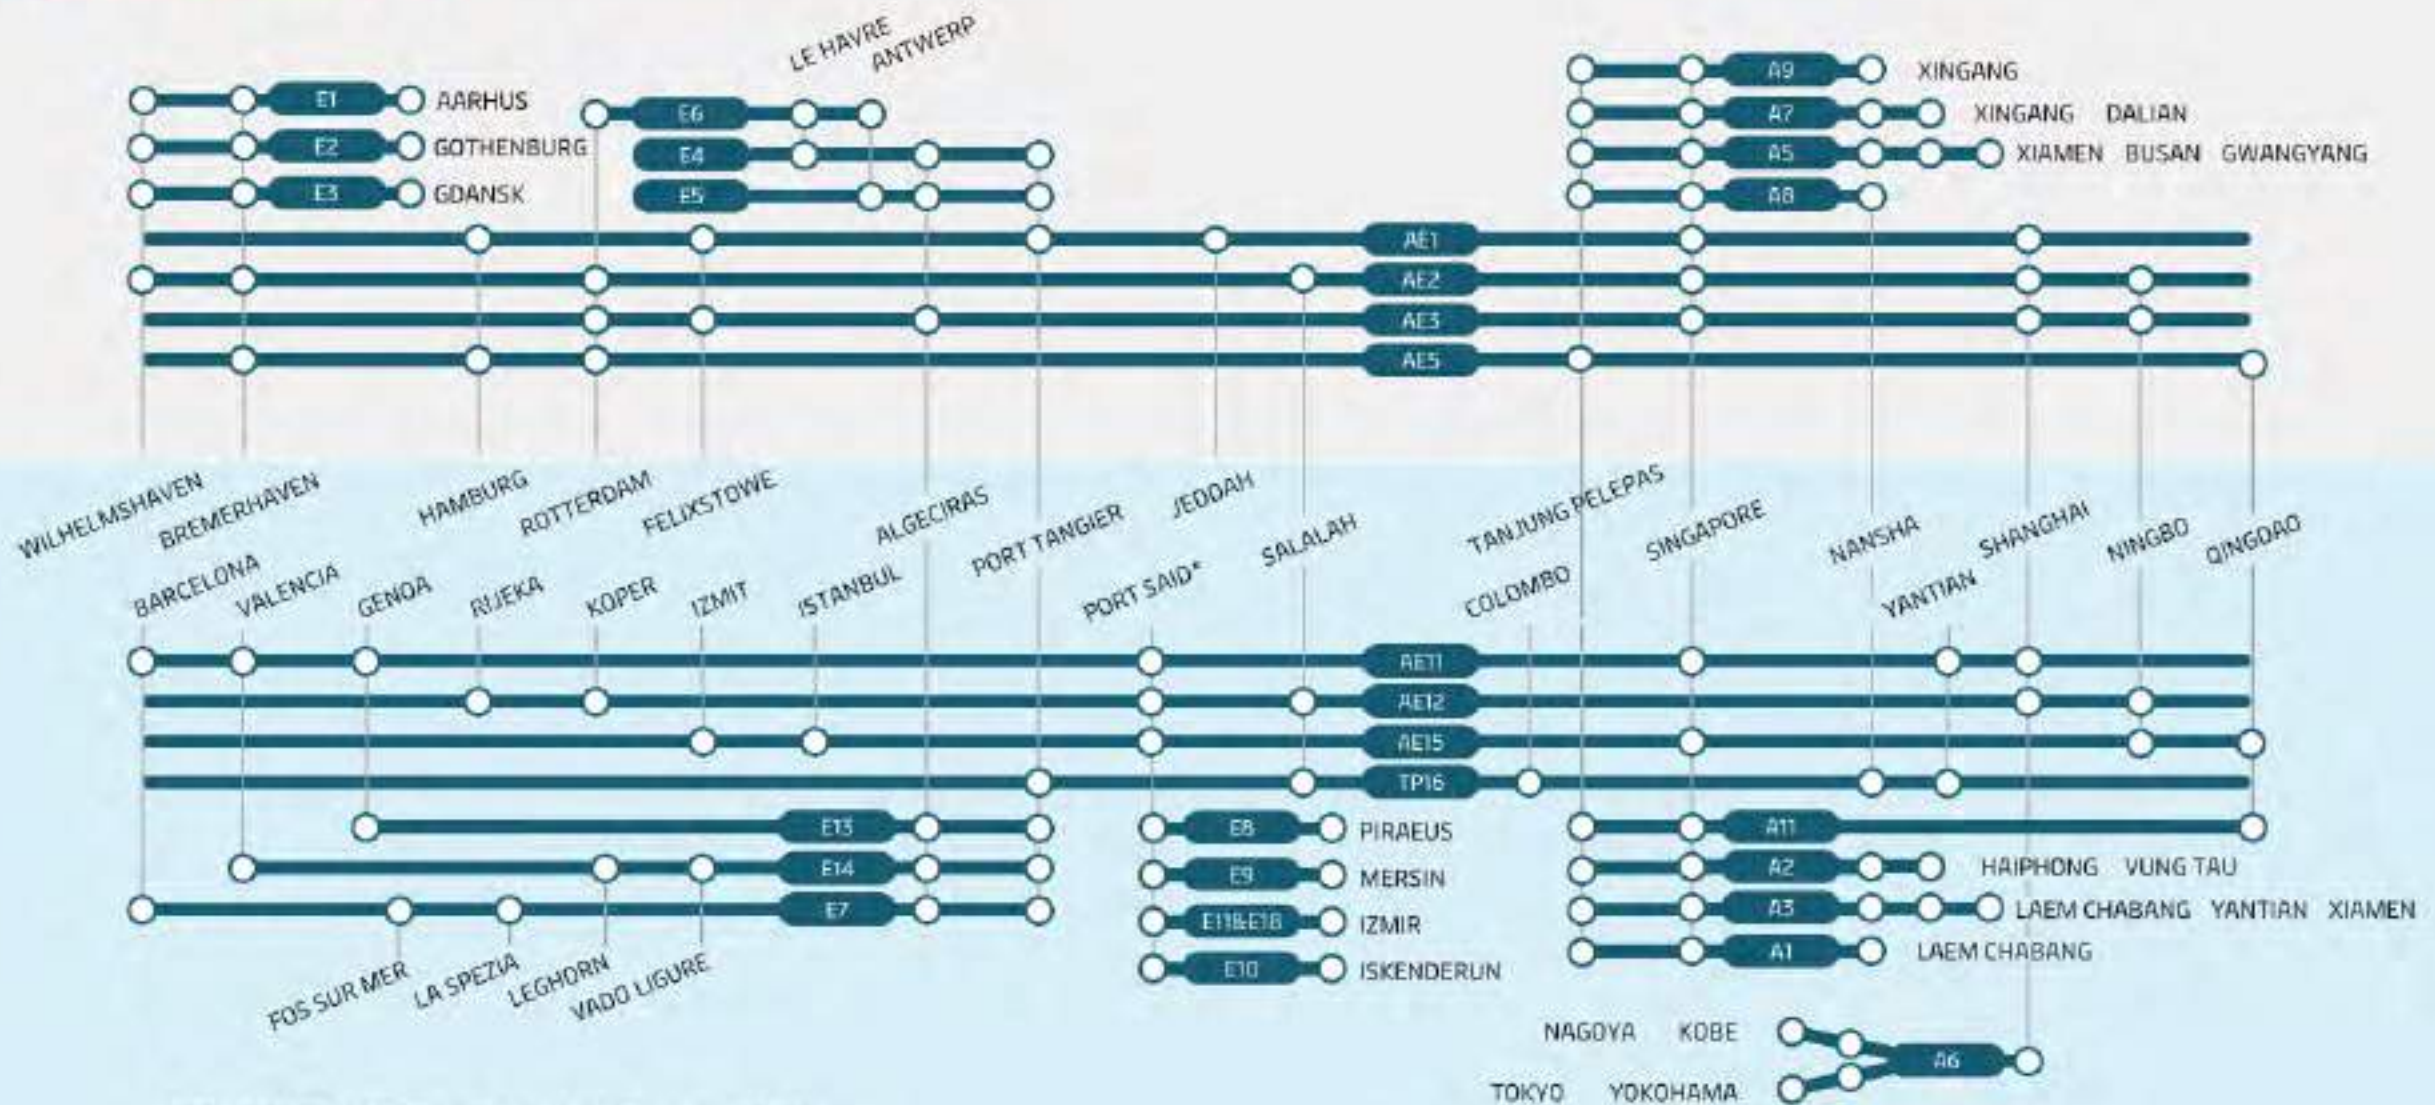 LE HAVRE
ANTWERP
E1 AARHUS
E2 GOTHENBURG
E3 GDANSK
E6
E4
E5
A9 XINGANG
A7 XINGANG DALIAN
A5 XIAMEN BUSAN GWANGYANG
A8
AE1
AE2
AE3
AE5
WILHELMSHAVEN
BREMERHAVEN
HAMBURG
ROTTERDAM
FELIXSTOWE
ALGECIRAS
PORT TANGIER
JEDDAH
SALALAH
TANJUNG PELEPAS
SINGAPORE
NANSHA
SHANGHAI
NINGBO
QINGDAO
BARCELONA
VALENCIA
GENOA
RIJEKA
KOPER
IZMIT
ISTANBUL
PORT SAID*
COLOMBO
YANTIAN
AE11
AE12
AE15
TP16
E13
E14
E7
E8 PIRAEUS
E9 MERSIN
E11&E18 IZMIR
E10 ISKENDERUN
A11
A2 HAIPHONG VUNG TAU
A3 LAEM CHABANG YANTIAN XIAMEN
A1 LAEM CHABANG
FOS SUR MER
LA SPEZIA
LEGHORN
VADO LIGURE
NAGOYA KOBE
A6
TOKYO YOKOHAMA